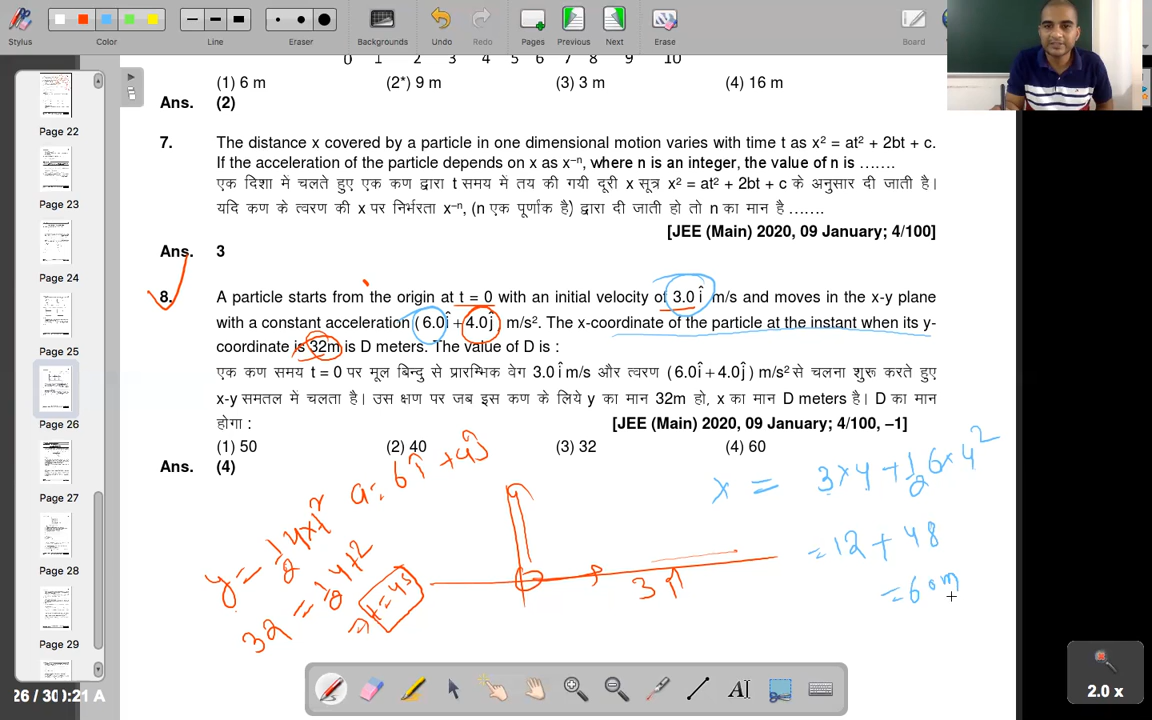 Stylus
Color
Line
Eraser
Backgrounds
Undo
Redo
Pages
Previous
Next
Erase
Board
Page 22
Page 23
Page 24
Page 25
Page 26
Page 27
Page 28
Page 29
0 1 2 3 4 5 6 7 8 9 10
(1) 6 m (2*) 9 m (3) 3 m (4) 16 m
Ans. (2)
7. The distance x covered by a particle in one dimensional motion varies with time t as x² = at² + 2bt + c.
If the acceleration of the particle depends on x as x⁻ⁿ, where n is an integer, the value of n is …….
एक दिशा में चलते हुए एक कण द्वारा t समय में तय की गयी दूरी x सूत्र x² = at² + 2bt + c के अनुसार दी जाती है।
यदि कण के त्वरण की x पर निर्भरता x⁻ⁿ, (n एक पूर्णांक है) द्वारा दी जाती हो तो n का मान है …….
[JEE (Main) 2020, 09 January; 4/100]
Ans. 3
8. A particle starts from the origin at t = 0 with an initial velocity of 3.0 î m/s and moves in the x-y plane
with a constant acceleration (6.0î + 4.0ĵ) m/s². The x-coordinate of the particle at the instant when its y-
coordinate is 32m is D meters. The value of D is :
एक कण समय t = 0 पर मूल बिन्दु से प्रारम्भिक वेग 3.0 î m/s और त्वरण (6.0î + 4.0ĵ) m/s² से चलना शुरू करते हुए
x-y समतल में चलता है। उस क्षण पर जब इस कण के लिये y का मान 32m हो, x का मान D meters है। D का मान
होगा :
[JEE (Main) 2020, 09 January; 4/100, –1]
(1) 50 (2) 40 (3) 32 (4) 60
Ans. (4)
a = 6î + 4ĵ
y = ½ 4×t²
32 = ½ 4t²
⇒ t = 4s
y
3î
x = 3×4 + ½ 6×4²
= 12 + 48
= 60m
26 / 30
2.0 x